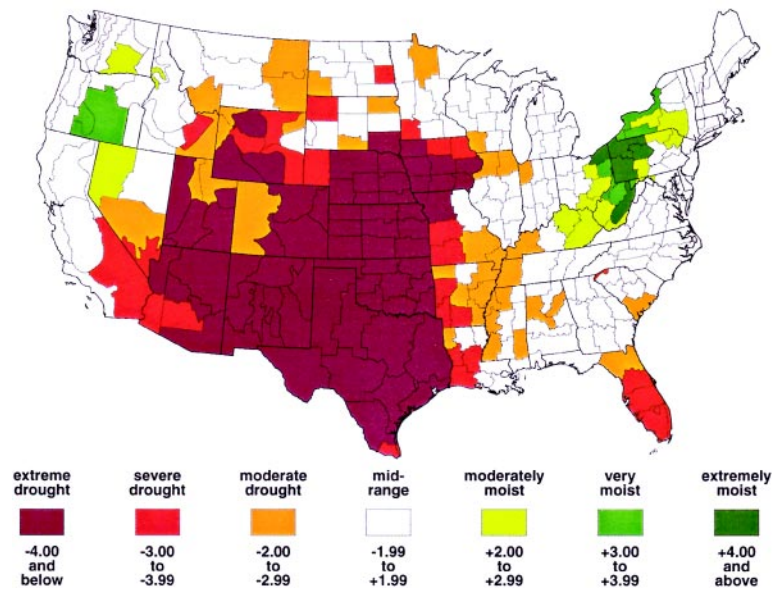 extreme drought
severe drought
moderate drought
mid- range
moderately moist
very moist
extremely moist
-4.00 and below
-3.00 to -3.99
-2.00 to -2.99
-1.99 to +1.99
+2.00 to +2.99
+3.00 to +3.99
+4.00 and above